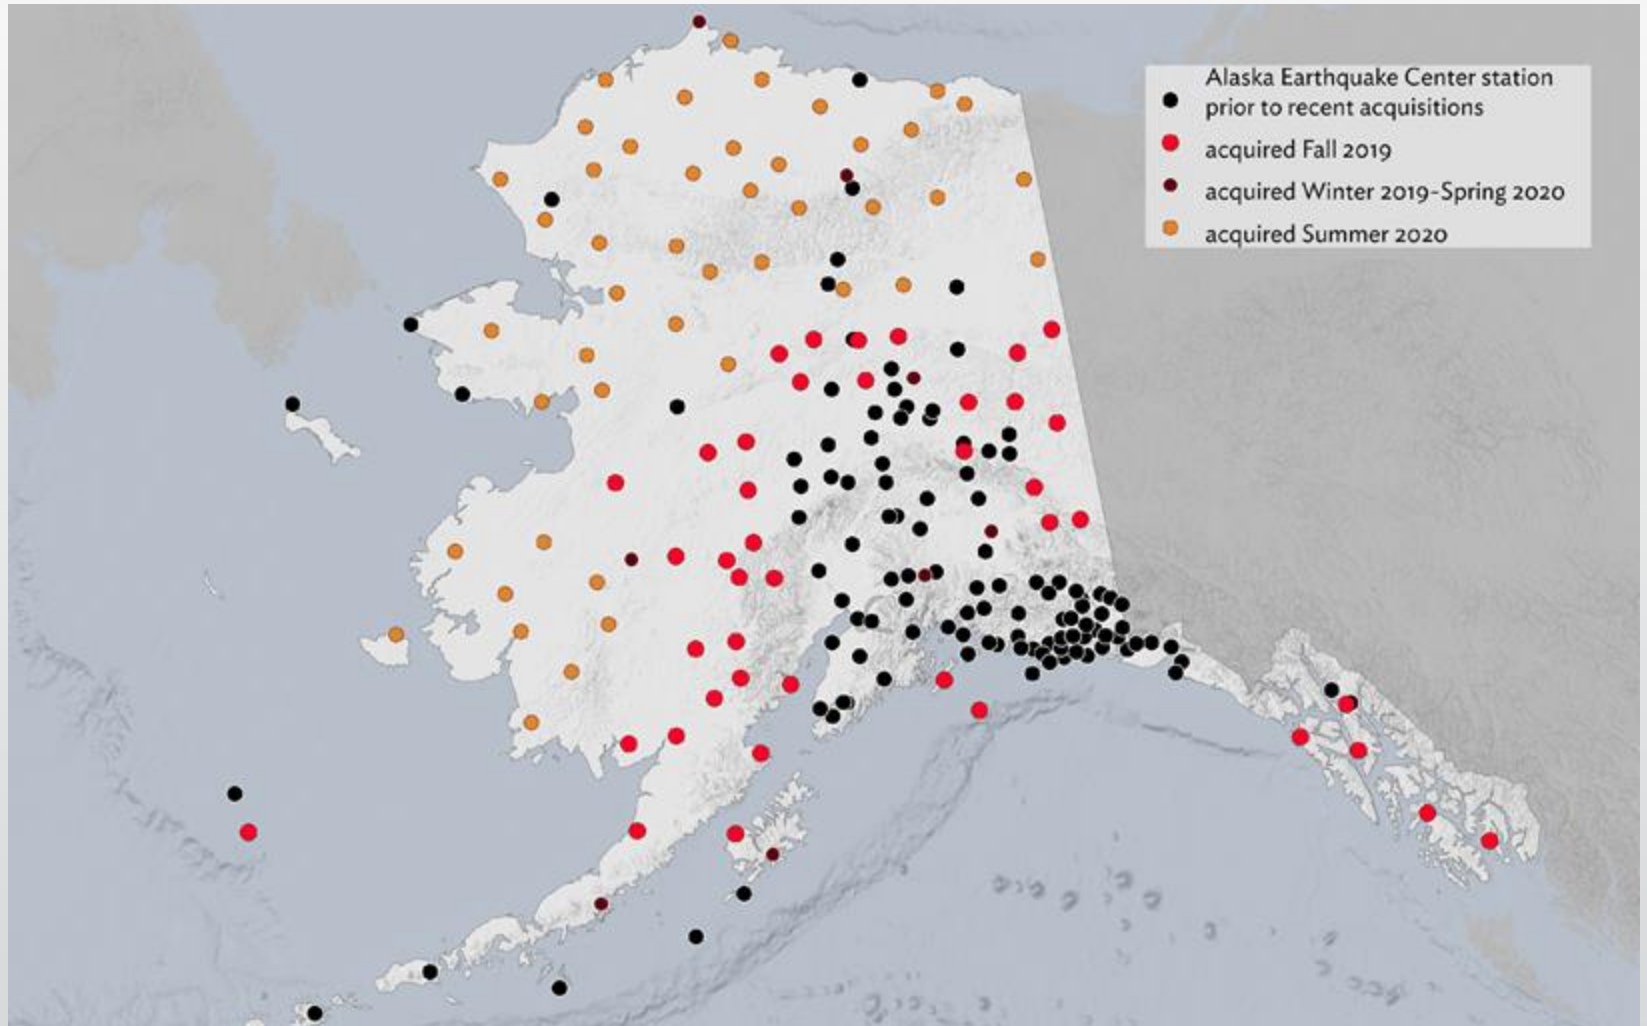 Alaska Earthquake Center station
prior to recent acquisitions
acquired Fall 2019
acquired Winter 2019-Spring 2020
acquired Summer 2020